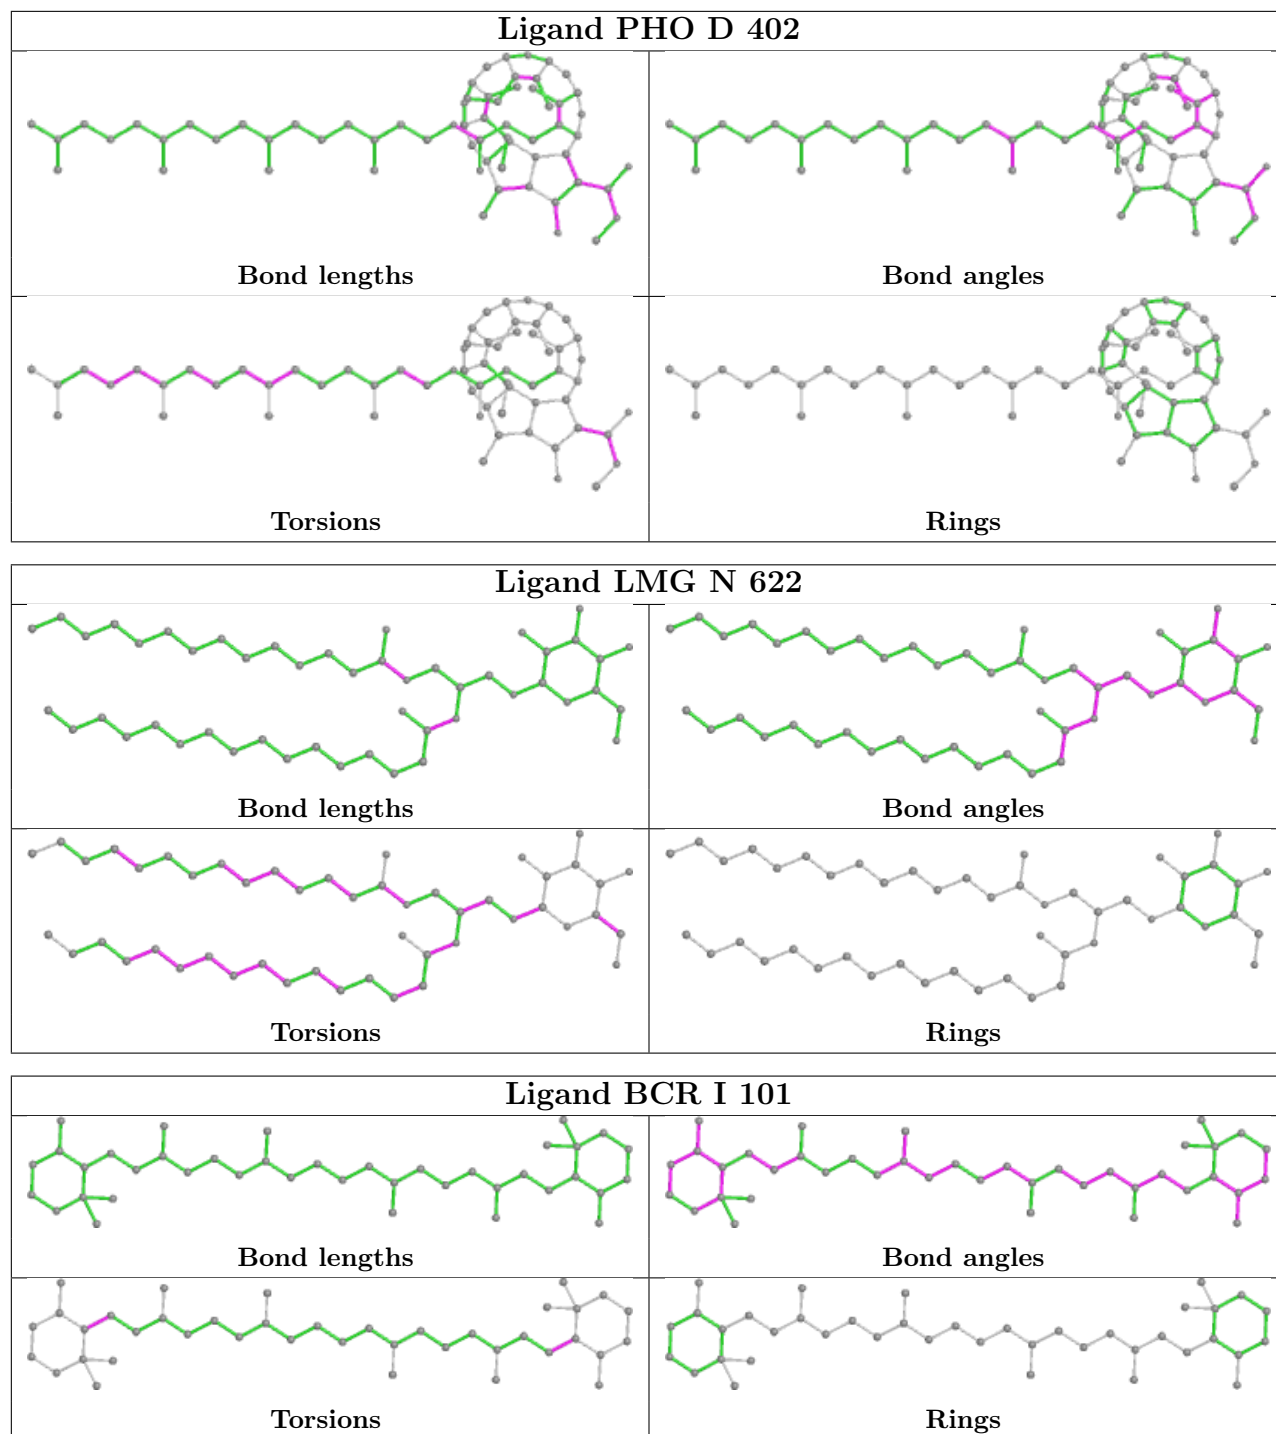 Ligand PHO D 402
Bond lengths
Bond angles
Torsions
Rings
Ligand LMG N 622
Bond lengths
Bond angles
Torsions
Rings
Ligand BCR I 101
Bond lengths
Bond angles
Torsions
Rings